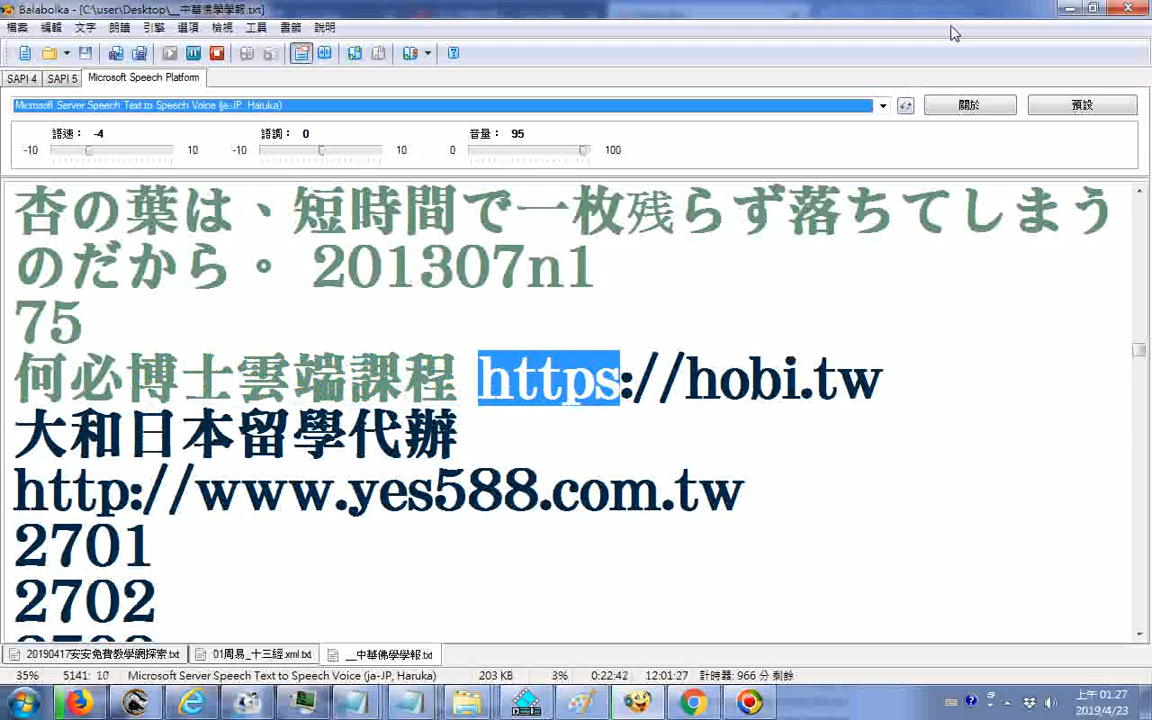 Balabolka - [C:\user\Desktop\__中華佛學學報.txt]
檔案 編輯 文字 朗讀 引擎 選項 檢視 工具 書籤 說明
SAPI 4 SAPI 5 Microsoft Speech Platform
Microsoft Server Speech Text to Speech Voice (ja-JP, Haruka) 關於 預設
語速： -4 語調： 0 音量： 95
-10 10 -10 10 0 100
杏の葉は、短時間で一枚残らず落ちてしまう
のだから。 201307n1
75
何必博士雲端課程 https://hobi.tw
大和日本留學代辦
http://www.yes588.com.tw
2701
2702
20190417安安免費教學網探索.txt 01周易_十三經.xml.txt __中華佛學學報.txt
35% 5141: 10 Microsoft Server Speech Text to Speech Voice (ja-JP, Haruka) 203 KB 3% 0:22:42 12:01:27 計時器: 966 分 剩餘
上午 01:27
2019/4/23